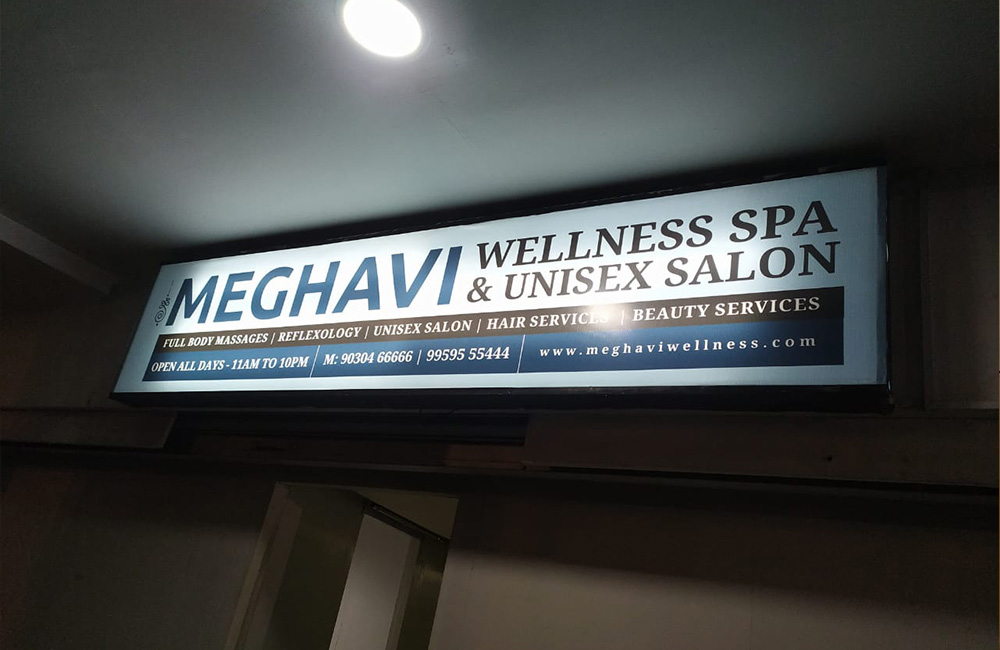 MEGHAVI
WELLNESS SPA
& UNISEX SALON
FULL BODY MASSAGES | REFLEXOLOGY | UNISEX SALON | HAIR SERVICES | BEAUTY SERVICES
OPEN ALL DAYS - 11AM TO 10PM | M: 90304 66666 | 99595 55444 | www.meghaviwellness.com